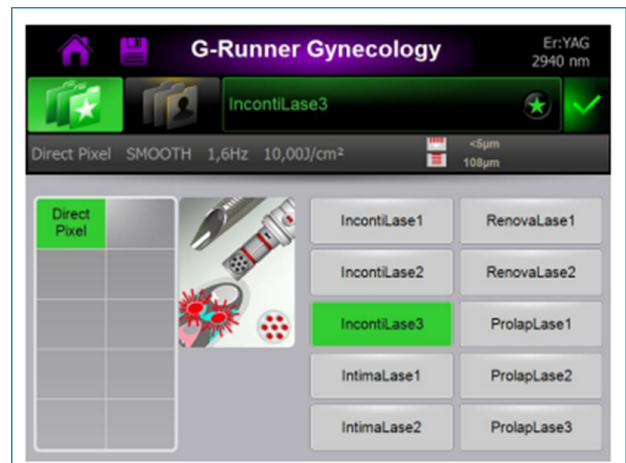 G-Runner Gynecology
Er:YAG
2940 nm
IncontiLase3
Direct Pixel SMOOTH 1,6Hz 10,00J/cm²
<5μm
108μm
Direct
Pixel
IncontiLase1
RenovaLase1
IncontiLase2
RenovaLase2
IncontiLase3
ProlapLase1
IntimaLase1
ProlapLase2
IntimaLase2
ProlapLase3